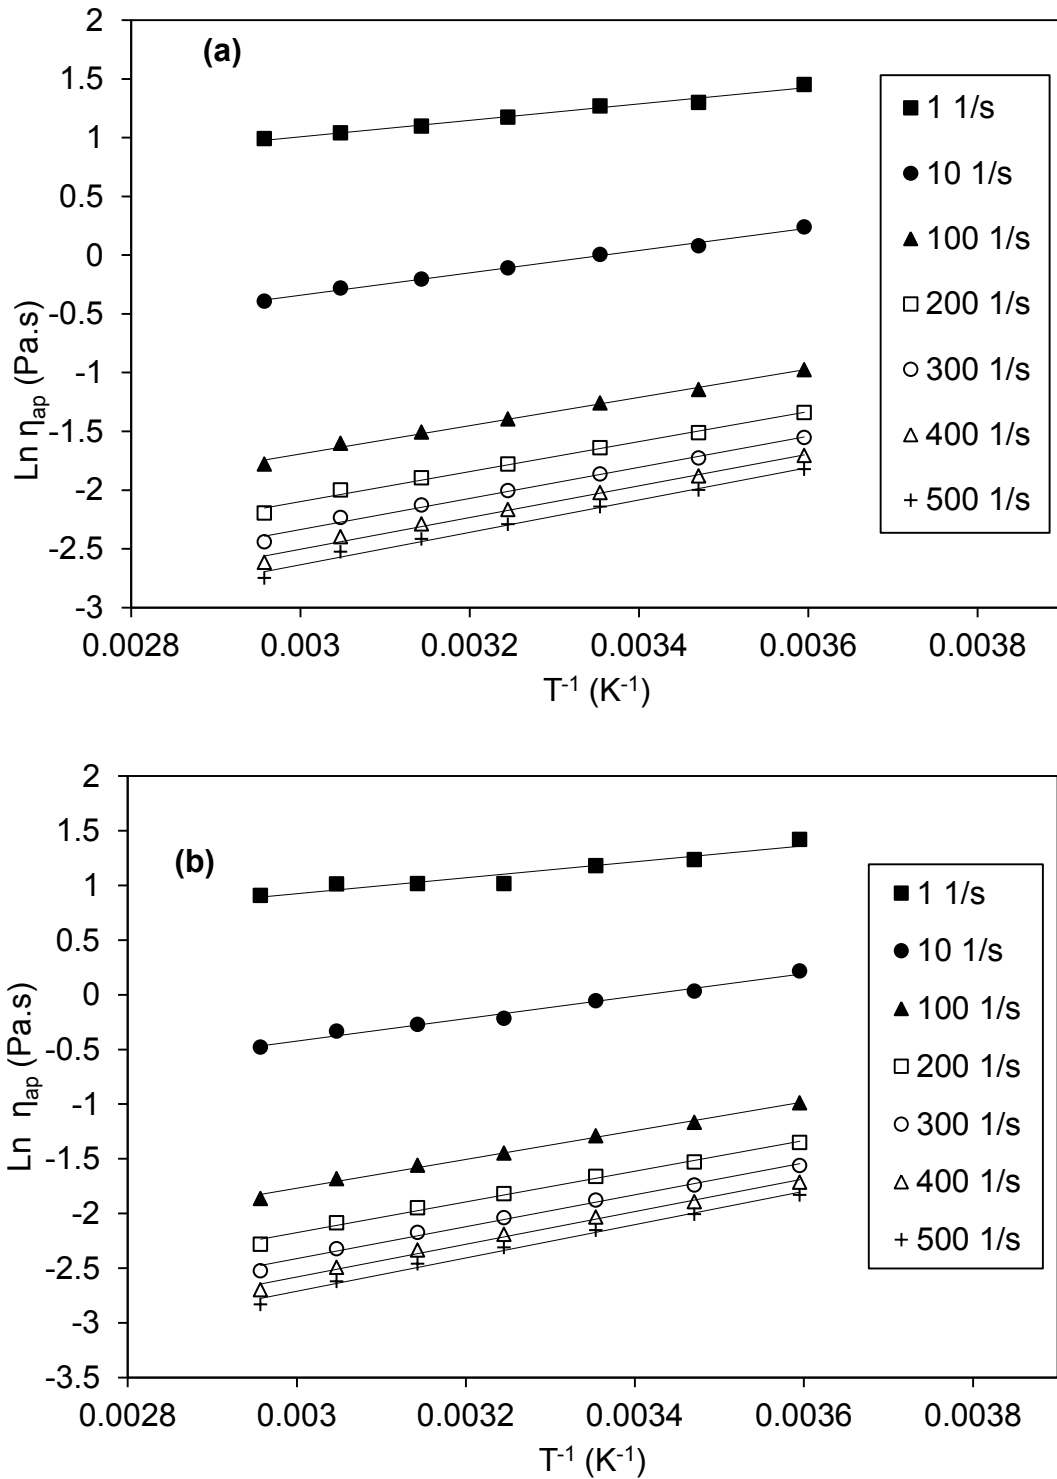 (a)
2
1.5
1
0.5
0
-0.5
-1
-1.5
-2
-2.5
-3
Ln ηap (Pa.s)
0.0028 0.003 0.0032 0.0034 0.0036 0.0038
T-1 (K-1)
1 1/s
10 1/s
100 1/s
200 1/s
300 1/s
400 1/s
500 1/s
(b)
2
1.5
1
0.5
0
-0.5
-1
-1.5
-2
-2.5
-3
-3.5
Ln ηap (Pa.s)
0.0028 0.003 0.0032 0.0034 0.0036 0.0038
T-1 (K-1)
1 1/s
10 1/s
100 1/s
200 1/s
300 1/s
400 1/s
500 1/s